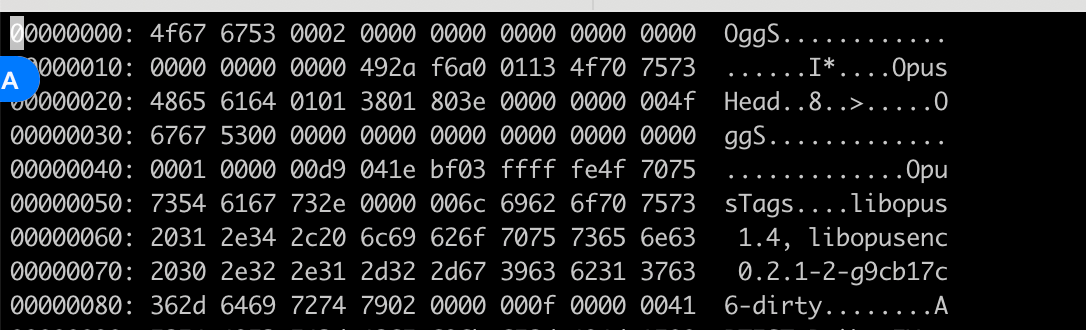 00000000: 4f67 6753 0002 0000 0000 0000 0000 0000  OggS............
A
00000010: 0000 0000 0000 492a f6a0 0113 4f70 7573  ......I*....Opus
00000020: 4865 6164 0101 3801 803e 0000 0000 004f  Head..8..>.....O
00000030: 6767 5300 0000 0000 0000 0000 0000 0000  ggS.............
00000040: 0001 0000 00d9 041e bf03 ffff fe4f 7075  .............Opu
00000050: 7354 6167 732e 0000 006c 6962 6f70 7573  sTags....libopus
00000060: 2031 2e34 2c20 6c69 626f 7075 7365 6e63   1.4, libopusenc
00000070: 2030 2e32 2e31 2d32 2d67 3963 6231 3763   0.2.1-2-g9cb17c
00000080: 362d 6469 7274 7902 0000 000f 0000 0041  6-dirty........A